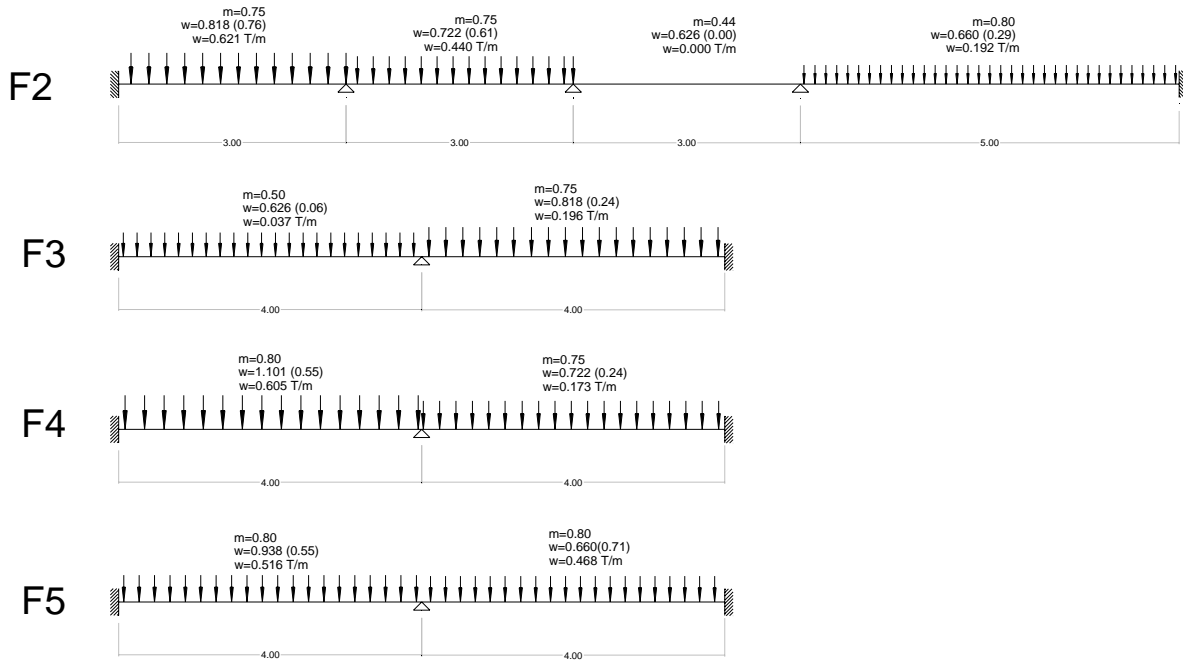 m=0.75
w=0.818 (0.76)
w=0.621 T/m
m=0.75
w=0.722 (0.61)
w=0.440 T/m
m=0.44
w=0.626 (0.00)
w=0.000 T/m
m=0.80
w=0.660 (0.29)
w=0.192 T/m
F2
3.00
3.00
3.00
5.00
m=0.50
w=0.626 (0.06)
w=0.037 T/m
m=0.75
w=0.818 (0.24)
w=0.196 T/m
F3
4.00
4.00
m=0.80
w=1.101 (0.55)
w=0.605 T/m
m=0.75
w=0.722 (0.24)
w=0.173 T/m
F4
4.00
4.00
m=0.80
w=0.938 (0.55)
w=0.516 T/m
m=0.80
w=0.660(0.71)
w=0.468 T/m
F5
4.00
4.00